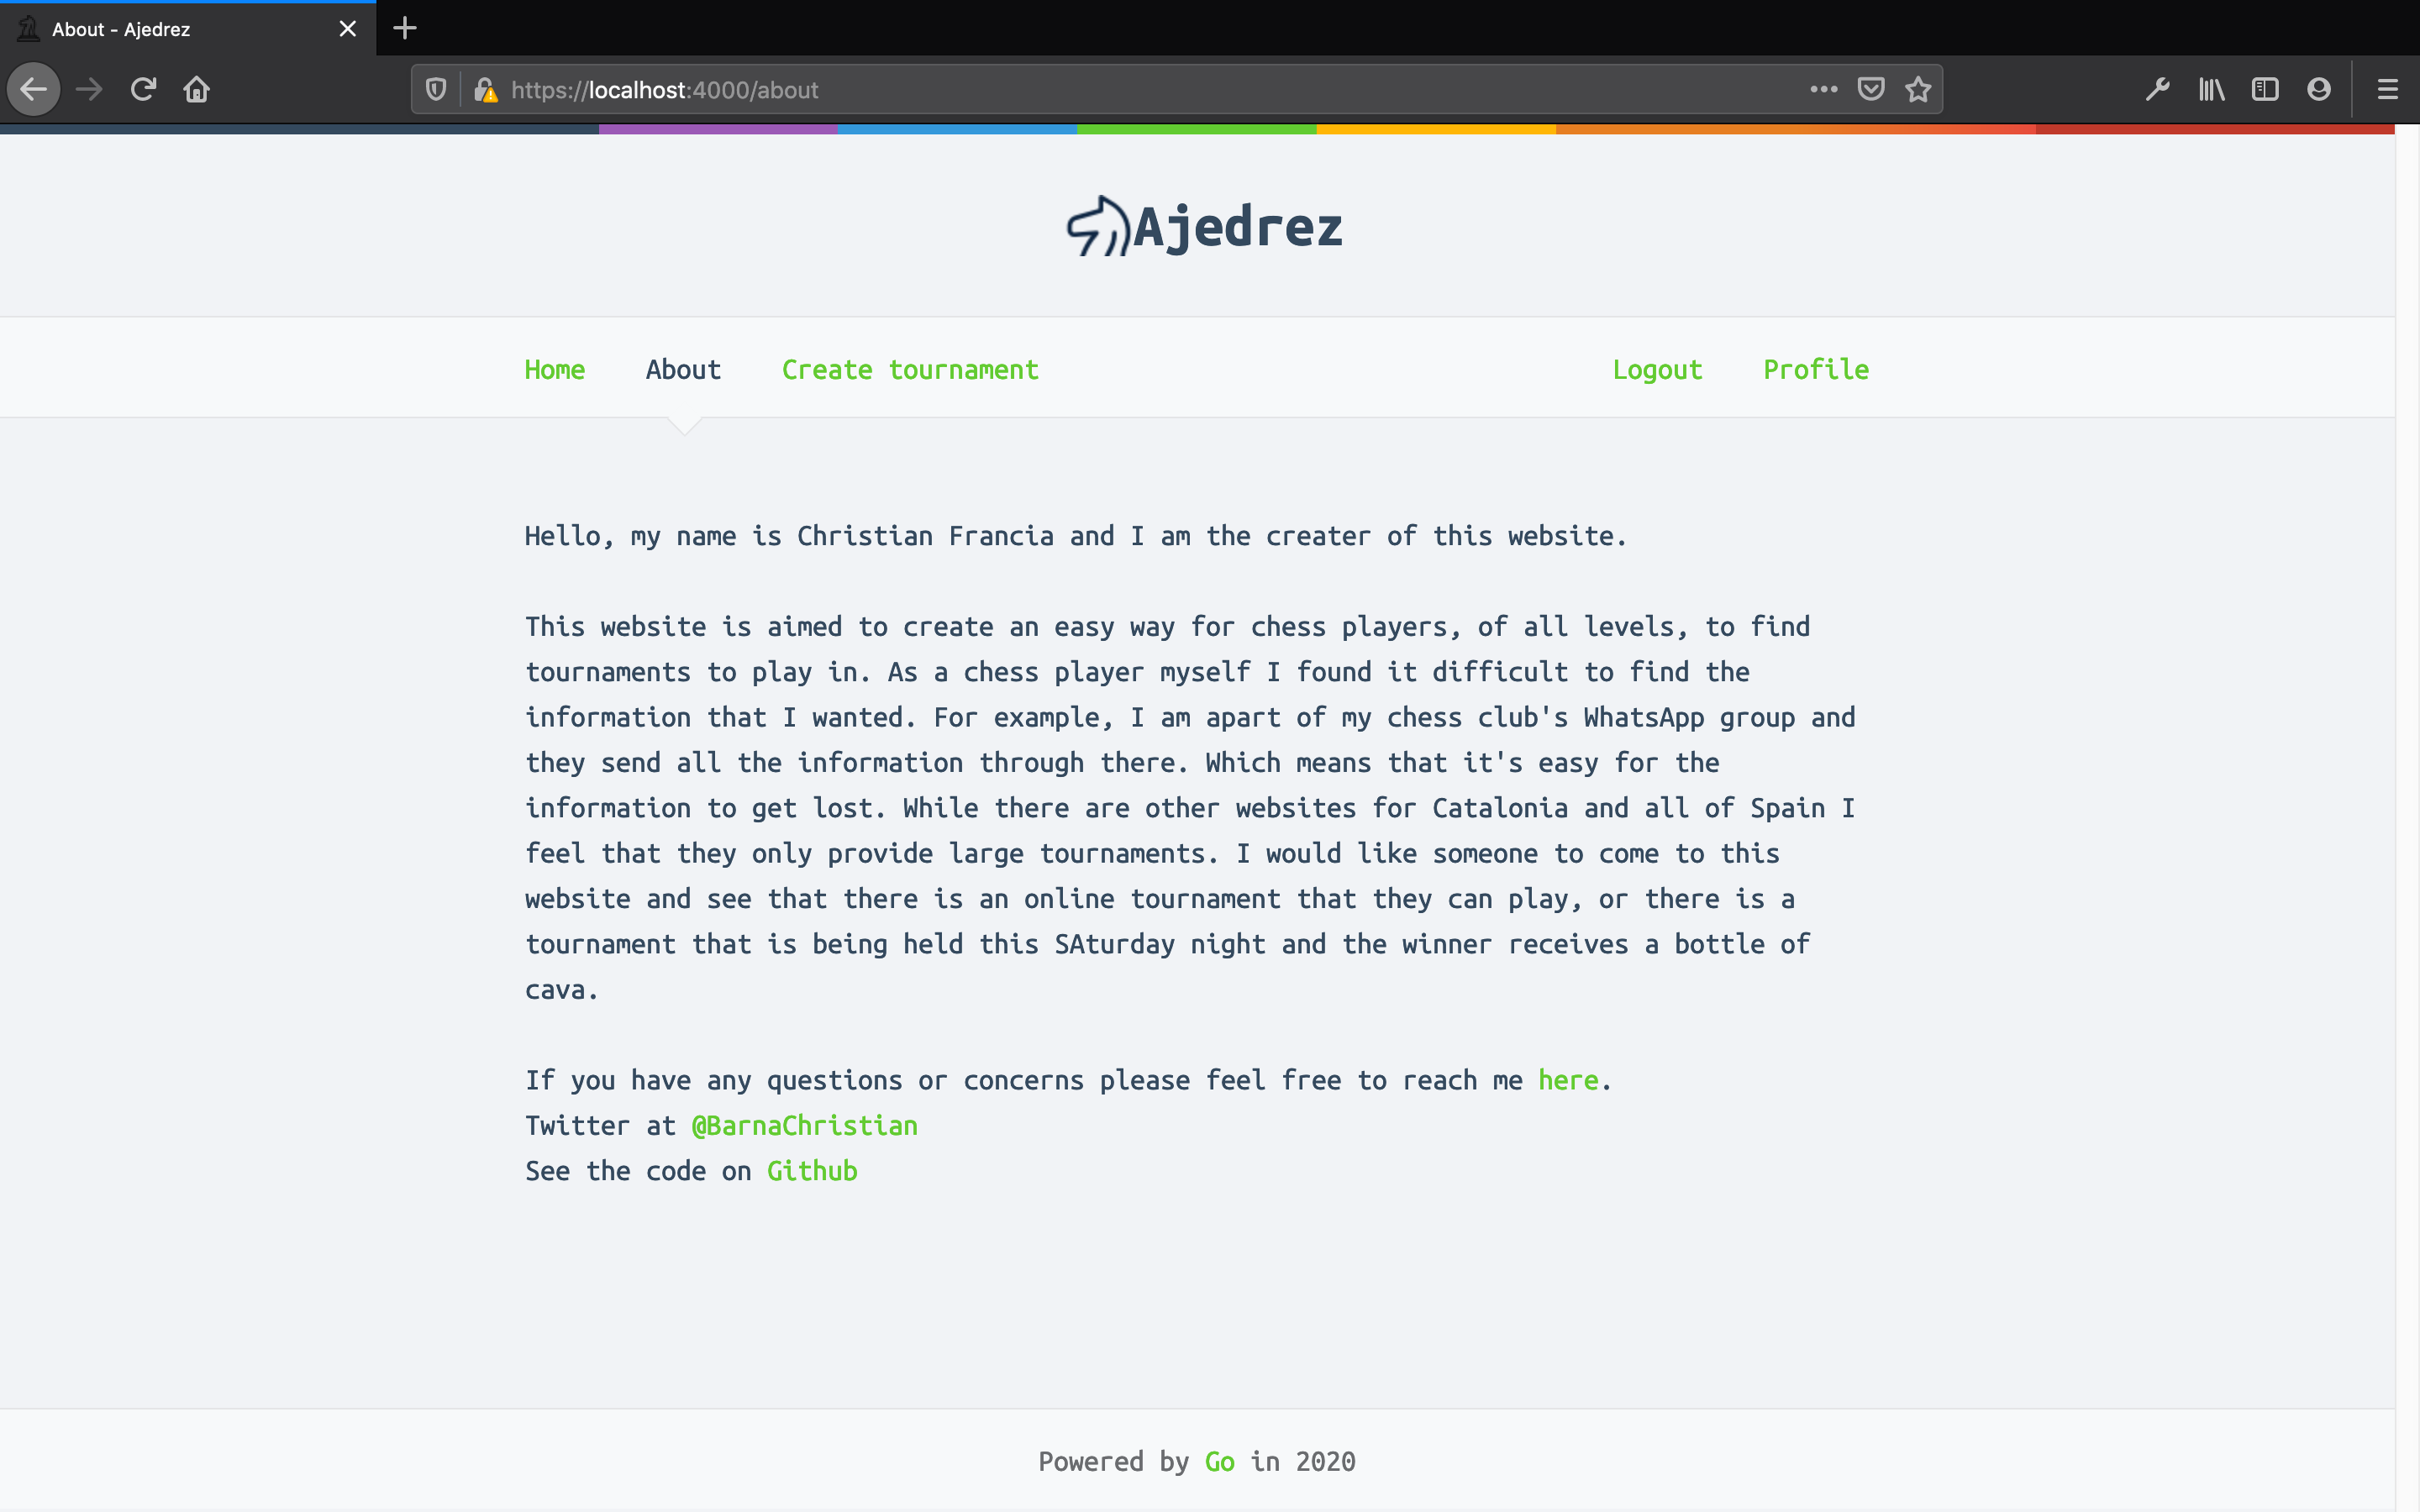 About - Ajedrez
https://localhost:4000/about
Ajedrez
Home About Create tournament Logout Profile
Hello, my name is Christian Francia and I am the creater of this website.
This website is aimed to create an easy way for chess players, of all levels, to find
tournaments to play in. As a chess player myself I found it difficult to find the
information that I wanted. For example, I am apart of my chess club's WhatsApp group and
they send all the information through there. Which means that it's easy for the
information to get lost. While there are other websites for Catalonia and all of Spain I
feel that they only provide large tournaments. I would like someone to come to this
website and see that there is an online tournament that they can play, or there is a
tournament that is being held this SAturday night and the winner receives a bottle of
cava.
If you have any questions or concerns please feel free to reach me here.
Twitter at @BarnaChristian
See the code on Github
Powered by Go in 2020